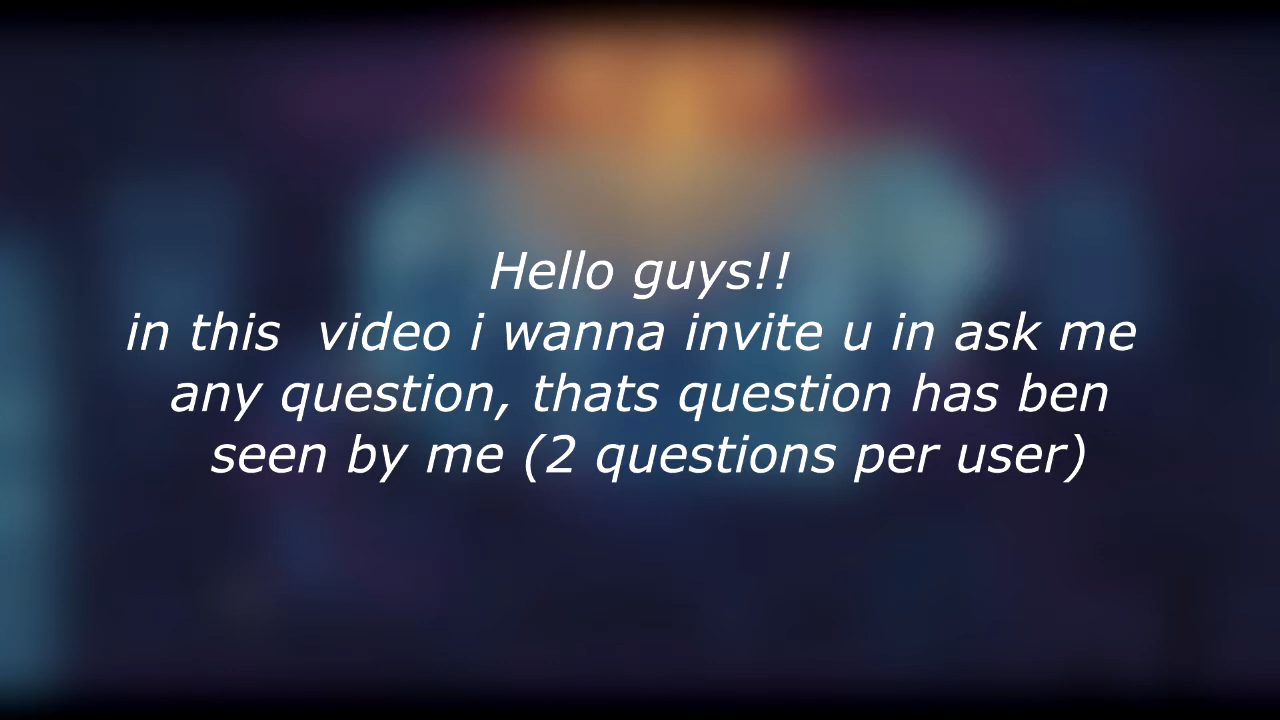 Hello guys!!
in this  video i wanna invite u in ask me
any question, thats question has ben
seen by me (2 questions per user)